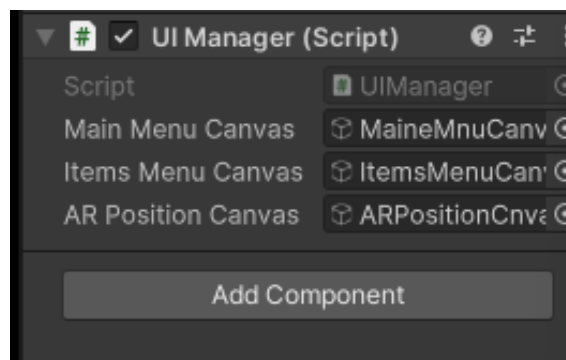 # UI Manager (Script)
Script # UIManager
Main Menu Canvas MaineMnuCanv
Items Menu Canvas ItemsMenuCan
AR Position Canvas ARPositionCnva
Add Component